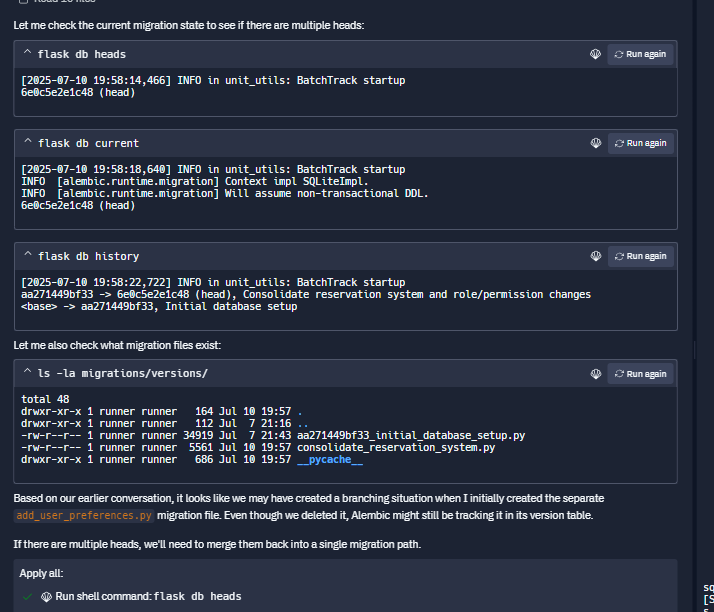 Read 10 files
Let me check the current migration state to see if there are multiple heads:
flask db heads
Run again
[2025-07-10 19:58:14,466] INFO in unit_utils: BatchTrack startup
6e0c5e2e1c48 (head)
flask db current
Run again
[2025-07-10 19:58:18,640] INFO in unit_utils: BatchTrack startup
INFO  [alembic.runtime.migration] Context impl SQLiteImpl.
INFO  [alembic.runtime.migration] Will assume non-transactional DDL.
6e0c5e2e1c48 (head)
flask db history
Run again
[2025-07-10 19:58:22,722] INFO in unit_utils: BatchTrack startup
aa271449bf33 -> 6e0c5e2e1c48 (head), Consolidate reservation system and role/permission changes
<base> -> aa271449bf33, Initial database setup
Let me also check what migration files exist:
ls -la migrations/versions/
Run again
total 48
drwxr-xr-x 1 runner runner   164 Jul 10 19:57 .
drwxr-xr-x 1 runner runner   112 Jul  7 21:16 ..
-rw-r--r-- 1 runner runner 34919 Jul  7 21:43 aa271449bf33_initial_database_setup.py
-rw-r--r-- 1 runner runner  5561 Jul 10 19:57 consolidate_reservation_system.py
drwxr-xr-x 1 runner runner   686 Jul 10 19:57 __pycache__
Based on our earlier conversation, it looks like we may have created a branching situation when I initially created the separate
add_user_preferences.py migration file. Even though we deleted it, Alembic might still be tracking it in its version table.
If there are multiple heads, we'll need to merge them back into a single migration path.
Apply all:
Run shell command: flask db heads
sq
[S